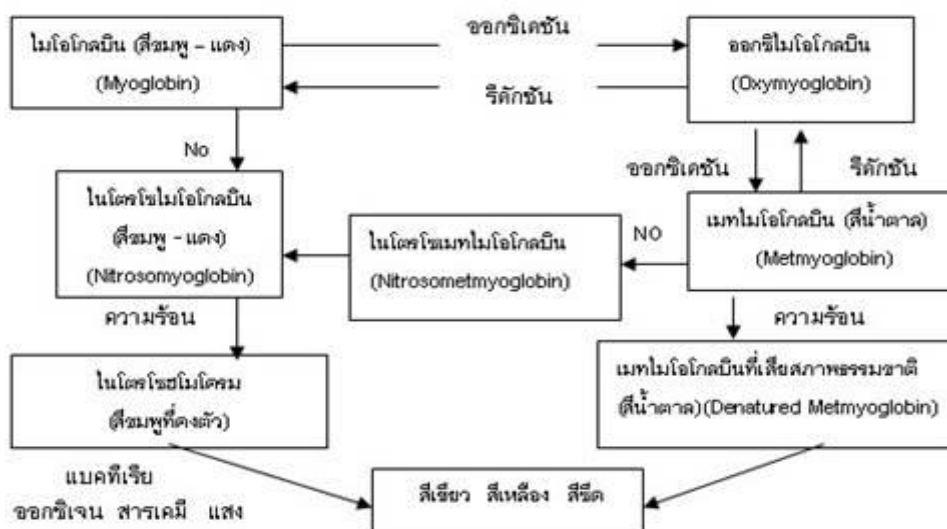 ออกซิเดชัน
ไมโอโกลบิน (สีชมพู - แดง)
(Myoglobin)
ออกซิไมโอโกลบิน
(Oxymyoglobin)
รีดักชัน
No
ออกซิเดชัน
รีดักชัน
ไนโตรโซไมโอโกลบิน
(สีชมพู - แดง)
(Nitrosomyoglobin)
ไนโตรโซเมทไมโอโกลบิน
(Nitrosometmyoglobin)
NO
เมทไมโอโกลบิน (สีน้ำตาล)
(Metmyoglobin)
ความร้อน
ความร้อน
ไนโตรโซฮีโมโครม
(สีชมพูที่คงตัว)
เมทไมโอโกลบินที่เสียสภาพธรรมชาติ
(สีน้ำตาล)(Denatured Metmyoglobin)
แบคทีเรีย
ออกซิเจน สารเคมี แสง
สีเขียว สีเหลือง สีซีด